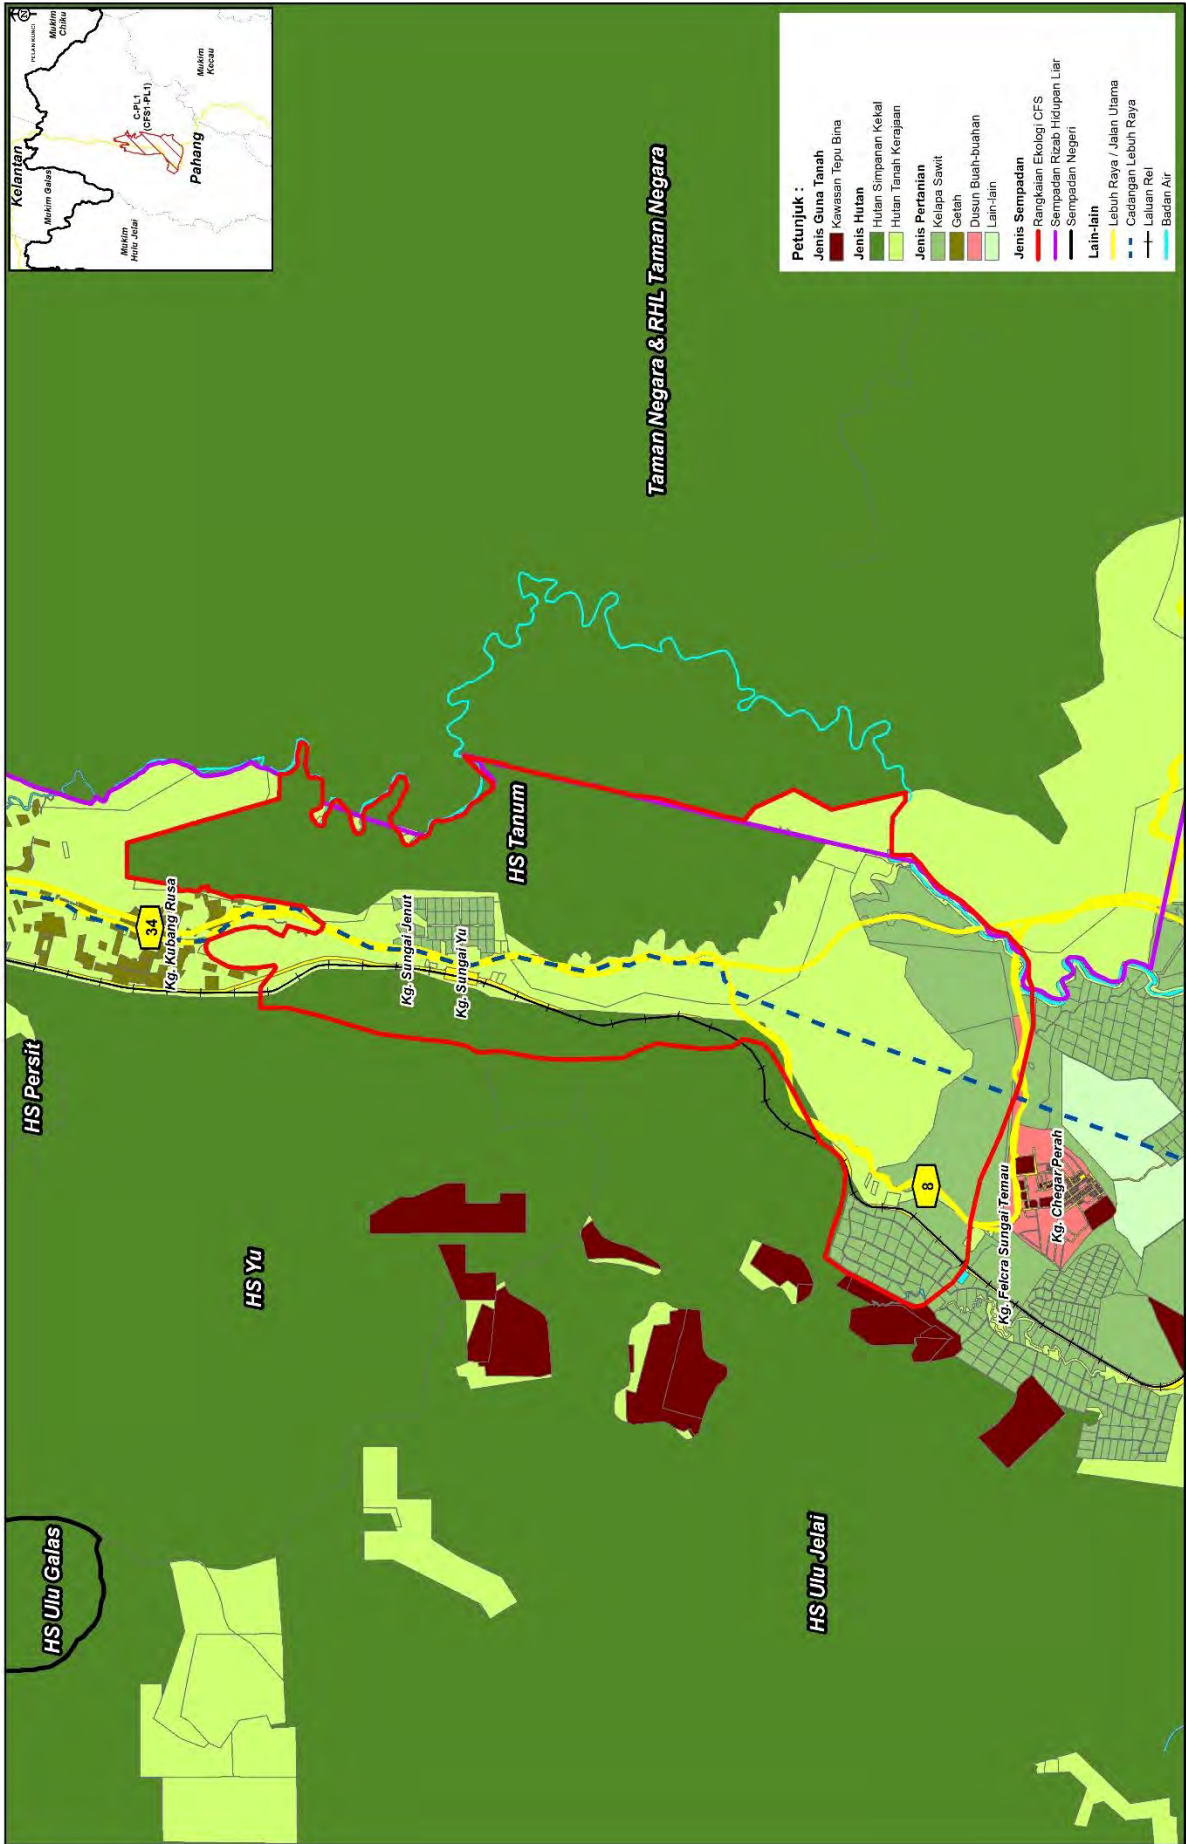 Kelantan
Mukim
Chiku
PELAN KUNCI
N
Mukim Galas
Mukim
Hulu Jelai
C-PL1
(CFS1-PL1)
Mukim
Kecau
Pahang
Petunjuk :
Jenis Guna Tanah
Kawasan Tepu Bina
Jenis Hutan
Hutan Simpanan Kekal
Hutan Tanah Kerajaan
Jenis Pertanian
Kelapa Sawit
Getah
Dusun Buah-buahan
Lain-lain
Jenis Sempadan
Rangkaian Ekologi CFS
Sempadan Rizab Hidupan Liar
Sempadan Negeri
Lain-lain
Lebuh Raya / Jalan Utama
Cadangan Lebuh Raya
Laluan Rel
Badan Air
HS Ulu Galas
HS Persit
34
Kg. Kubang Rusa
HS Yu
Kg. Sungai Jenut
Kg. Sungai Yu
HS Tanum
Taman Negara & RHL Taman Negara
HS Ulu Jelai
8
Kg. Felcra Sungai Temau
Kg. Chegar Perah